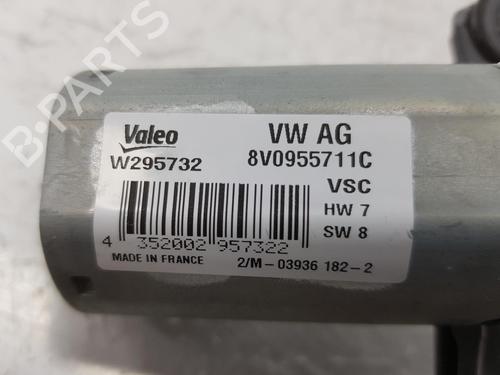 Valeo
VW AG
W295732
8V0955711C
VSC
HW 7
SW 8
4 352002 957322
MADE IN FRANCE
2/M-03936 182-2
B-PARTS
B-PARTS